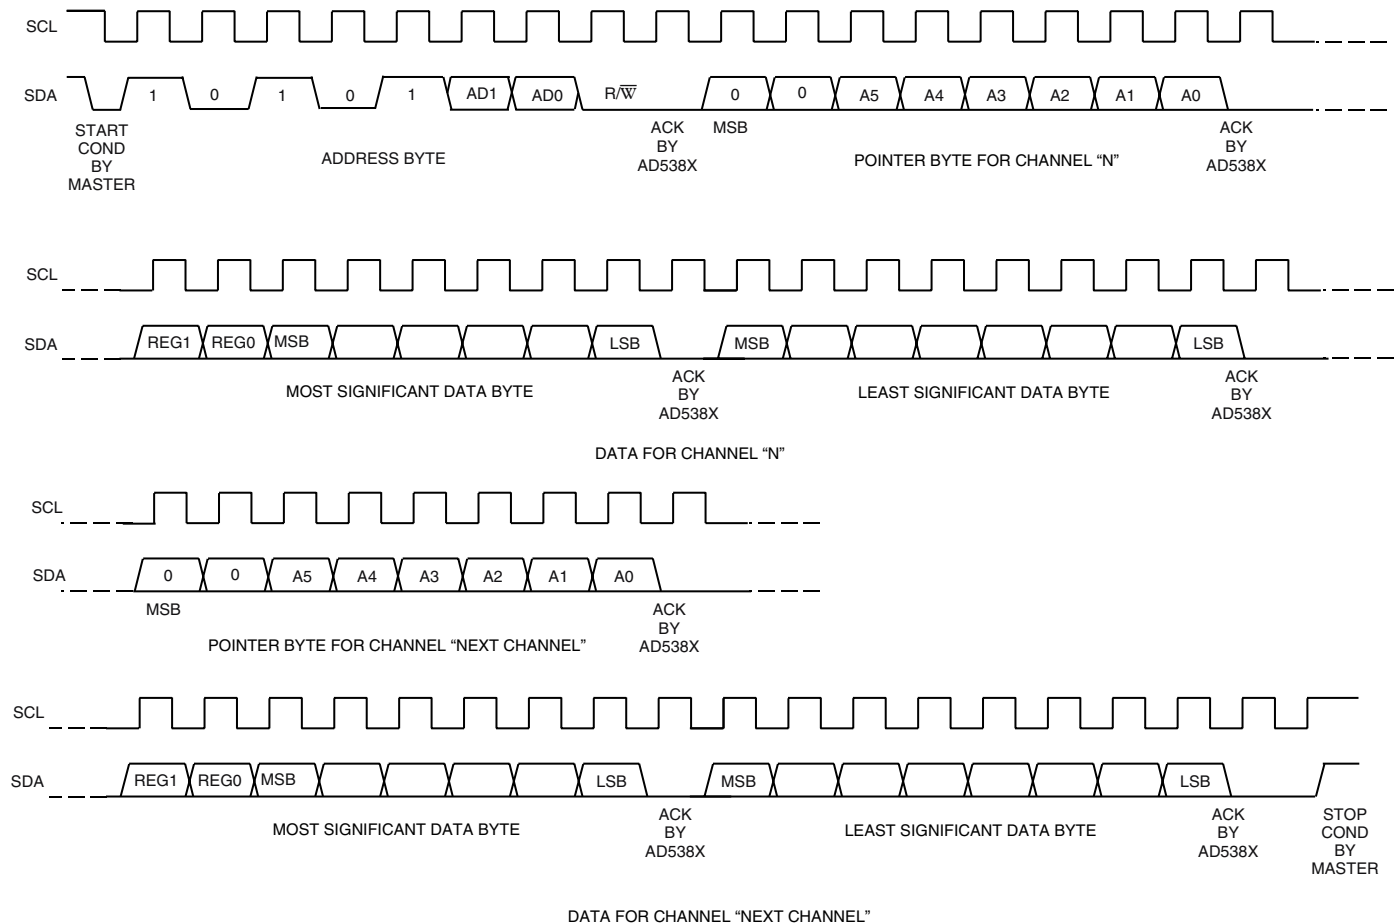 SCL
SDA 1 0 1 0 1 AD1 AD0 R/W̅ 0 0 A5 A4 A3 A2 A1 A0
START
COND
BY
MASTER
ADDRESS BYTE
ACK
BY
AD538X
MSB
POINTER BYTE FOR CHANNEL “N”
ACK
BY
AD538X
SCL
SDA REG1 REG0 MSB LSB MSB LSB
MOST SIGNIFICANT DATA BYTE
ACK
BY
AD538X
LEAST SIGNIFICANT DATA BYTE
ACK
BY
AD538X
DATA FOR CHANNEL “N”
SCL
SDA 0 0 A5 A4 A3 A2 A1 A0
MSB
POINTER BYTE FOR CHANNEL “NEXT CHANNEL”
ACK
BY
AD538X
SCL
SDA REG1 REG0 MSB LSB MSB LSB
MOST SIGNIFICANT DATA BYTE
ACK
BY
AD538X
LEAST SIGNIFICANT DATA BYTE
ACK
BY
AD538X
STOP
COND
BY
MASTER
DATA FOR CHANNEL “NEXT CHANNEL”